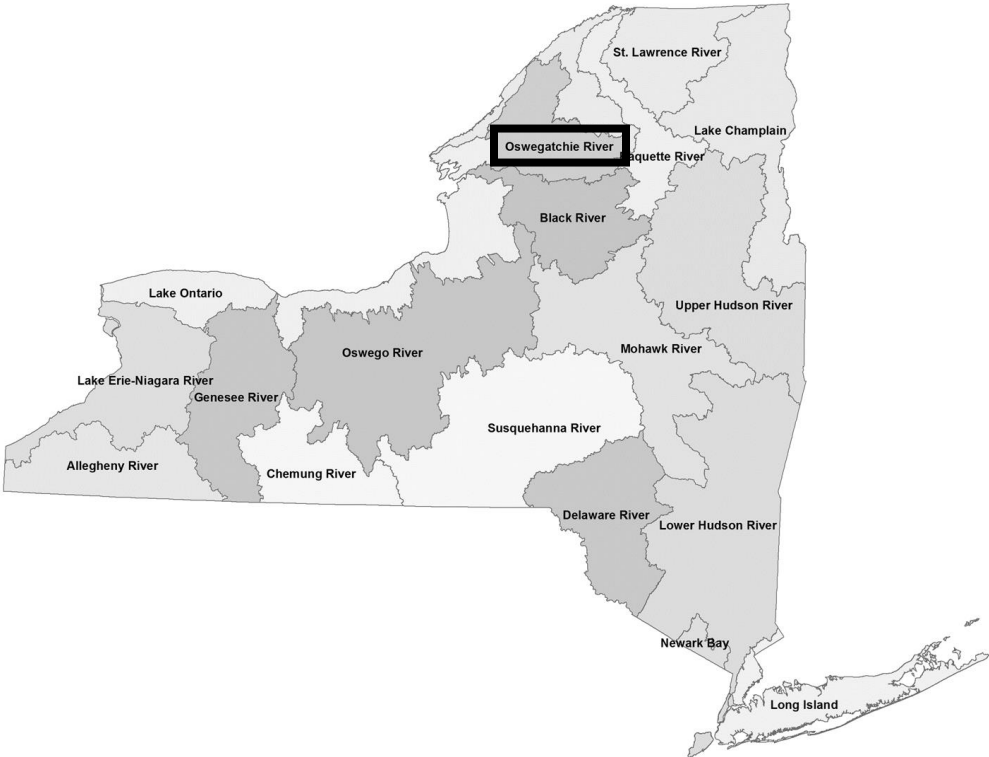 St. Lawrence River
Lake Champlain
Oswegatchie River
aquette River
Black River
Lake Ontario
Upper Hudson River
Oswego River
Mohawk River
Lake Erie-Niagara River
Genesee River
Susquehanna River
Allegheny River
Chemung River
Delaware River
Lower Hudson River
Newark Bay
Long Island